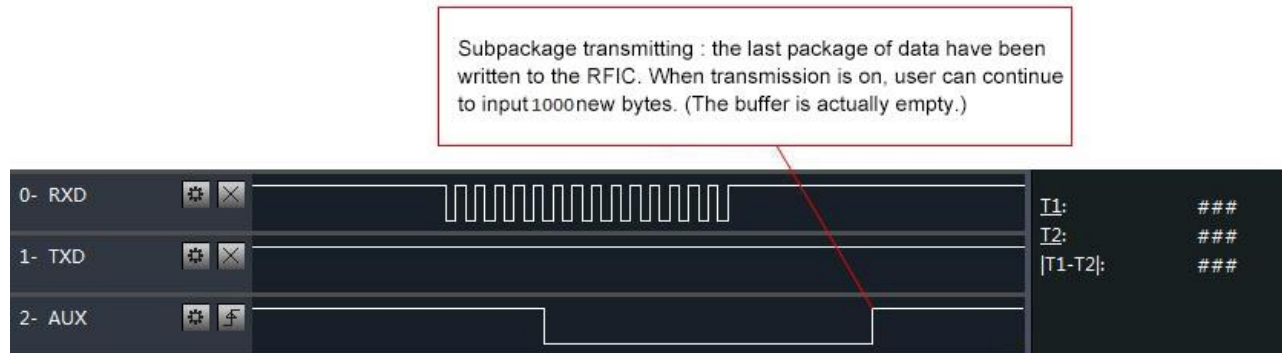 Subpackage transmitting : the last package of data have been
written to the RFIC. When transmission is on, user can continue
to input 1000 new bytes. (The buffer is actually empty.)
0- RXD
1- TXD
2- AUX
T1: ###
T2: ###
|T1-T2|: ###